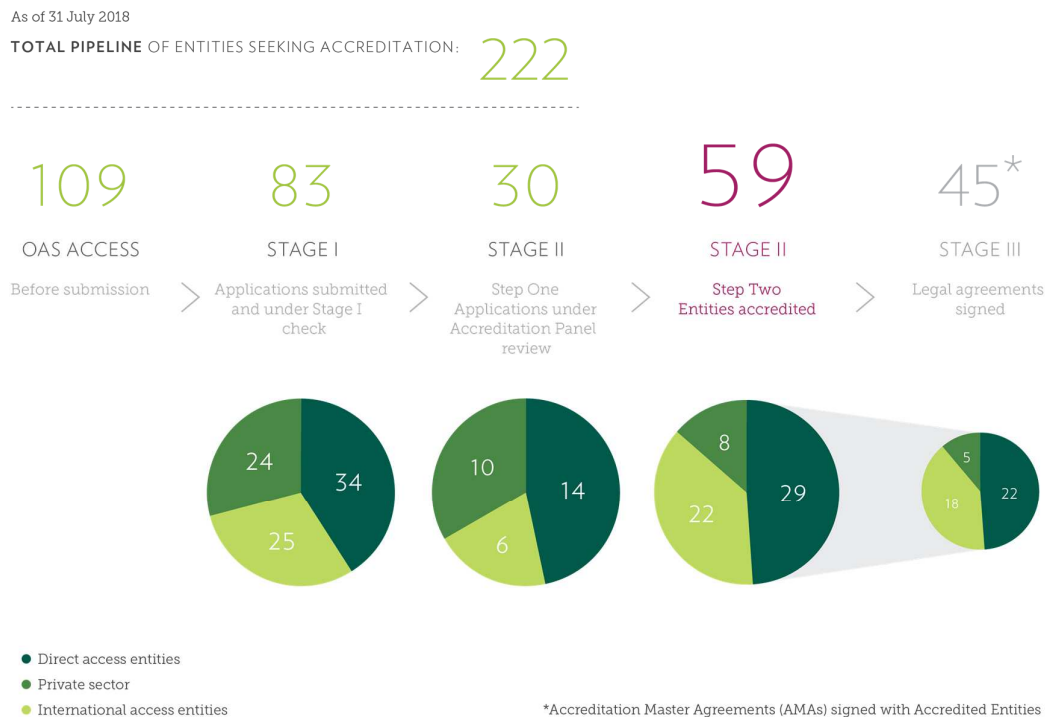 As of 31 July 2018
TOTAL PIPELINE OF ENTITIES SEEKING ACCREDITATION: 222
109
OAS ACCESS
Before submission
83
STAGE I
Applications submitted
and under Stage I
check
30
STAGE II
Step One
Applications under
Accreditation Panel
review
59
STAGE II
Step Two
Entities accredited
45*
STAGE III
Legal agreements
signed
24
34
25
10
14
6
8
29
22
5
22
18
Direct access entities
Private sector
International access entities
*Accreditation Master Agreements (AMAs) signed with Accredited Entities